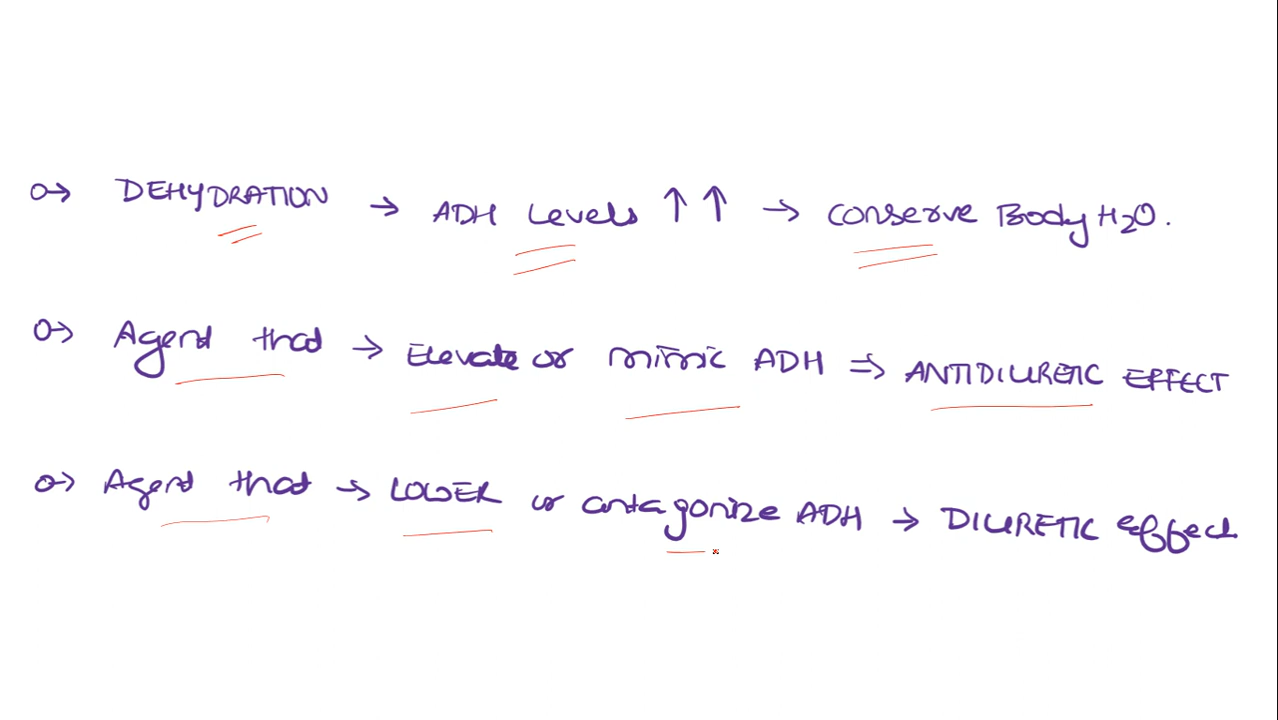 O→ DEHYDRATION → ADH Levels ↑ ↑ → conserve Body H2O.
O→ Agent that → Elevate or mimic ADH ⇒ ANTIDIURETIC EFFECT
O→ Agent that → LOWER or antagonize ADH → DIURETIC effect